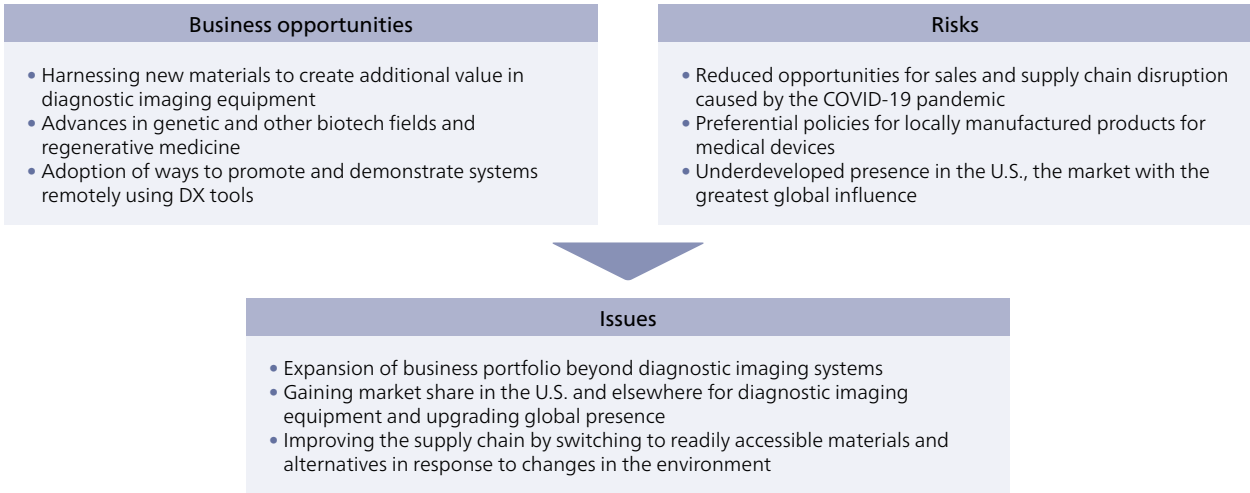 Business opportunities
• Harnessing new materials to create additional value in
diagnostic imaging equipment
• Advances in genetic and other biotech fields and
regenerative medicine
• Adoption of ways to promote and demonstrate systems
remotely using DX tools
Risks
• Reduced opportunities for sales and supply chain disruption
caused by the COVID-19 pandemic
• Preferential policies for locally manufactured products for
medical devices
• Underdeveloped presence in the U.S., the market with the
greatest global influence
Issues
• Expansion of business portfolio beyond diagnostic imaging systems
• Gaining market share in the U.S. and elsewhere for diagnostic imaging
equipment and upgrading global presence
• Improving the supply chain by switching to readily accessible materials and
alternatives in response to changes in the environment